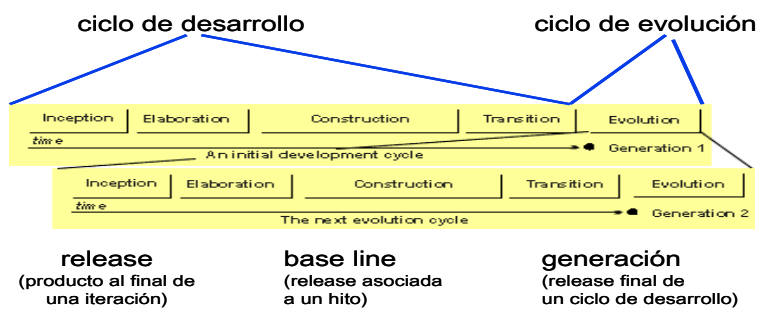 ciclo de desarrollo
ciclo de evolución
Inception Elaboration Construction Transition Evolution
time
An initial development cycle
Generation 1
Inception Elaboration Construction Transition Evolution
time
The next evolution cycle
Generation 2
release
(producto al final de
una iteración)
base line
(release asociada
a un hito)
generación
(release final de
un ciclo de desarrollo)